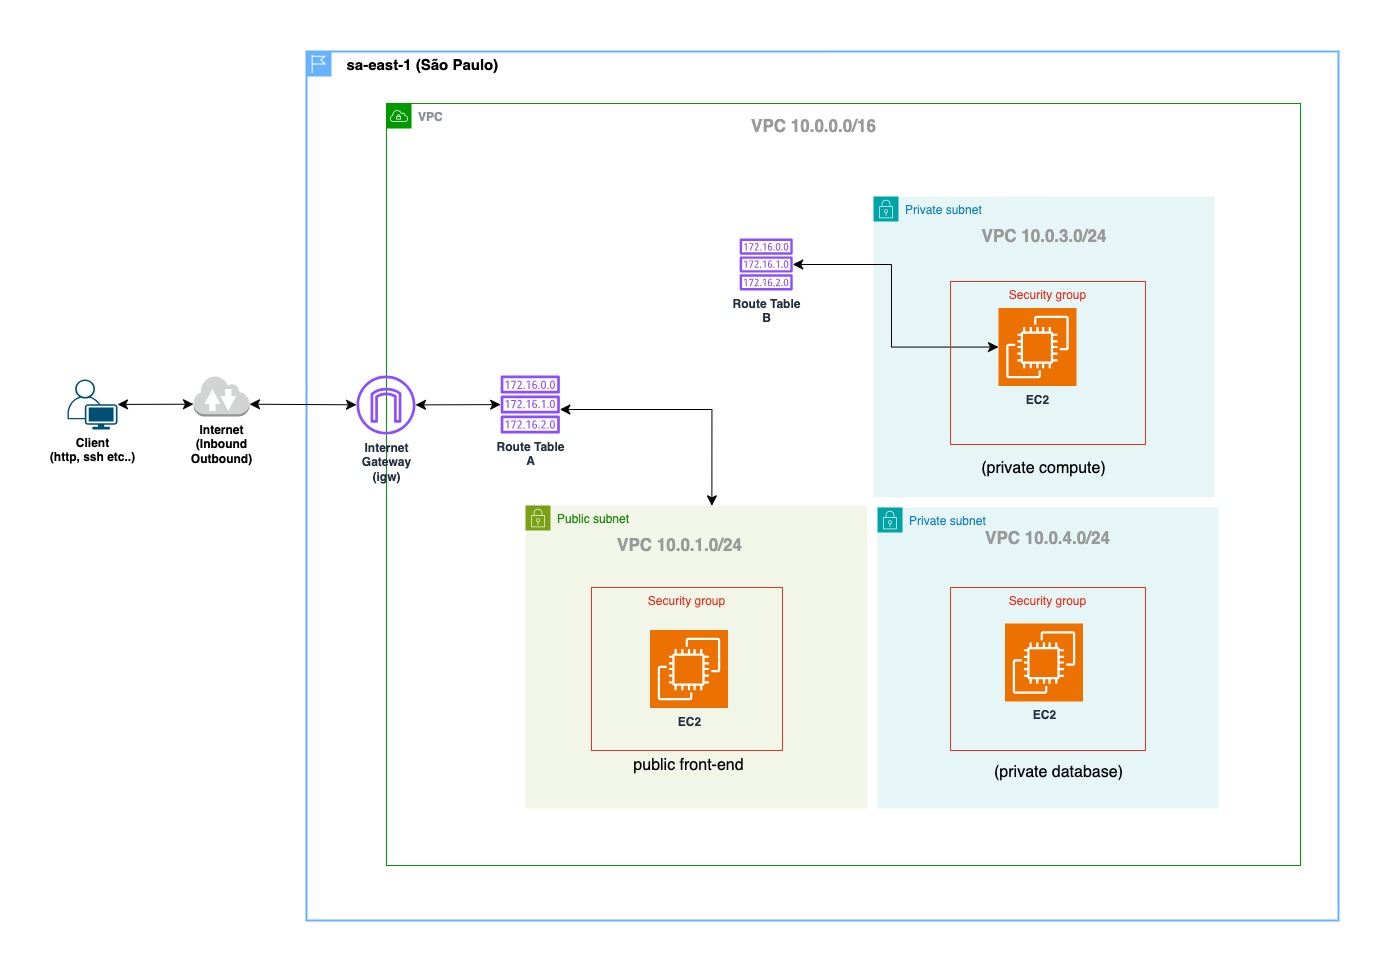 sa-east-1 (São Paulo)
VPC
VPC 10.0.0.0/16
Private subnet
VPC 10.0.3.0/24
172.16.0.0
172.16.1.0
172.16.2.0
Route Table
B
Security group
EC2
(private compute)
Client
(http, ssh etc..)
Internet
(Inbound
Outbound)
Internet
Gateway
(igw)
172.16.0.0
172.16.1.0
172.16.2.0
Route Table
A
Public subnet
VPC 10.0.1.0/24
Security group
EC2
public front-end
Private subnet
VPC 10.0.4.0/24
Security group
EC2
(private database)